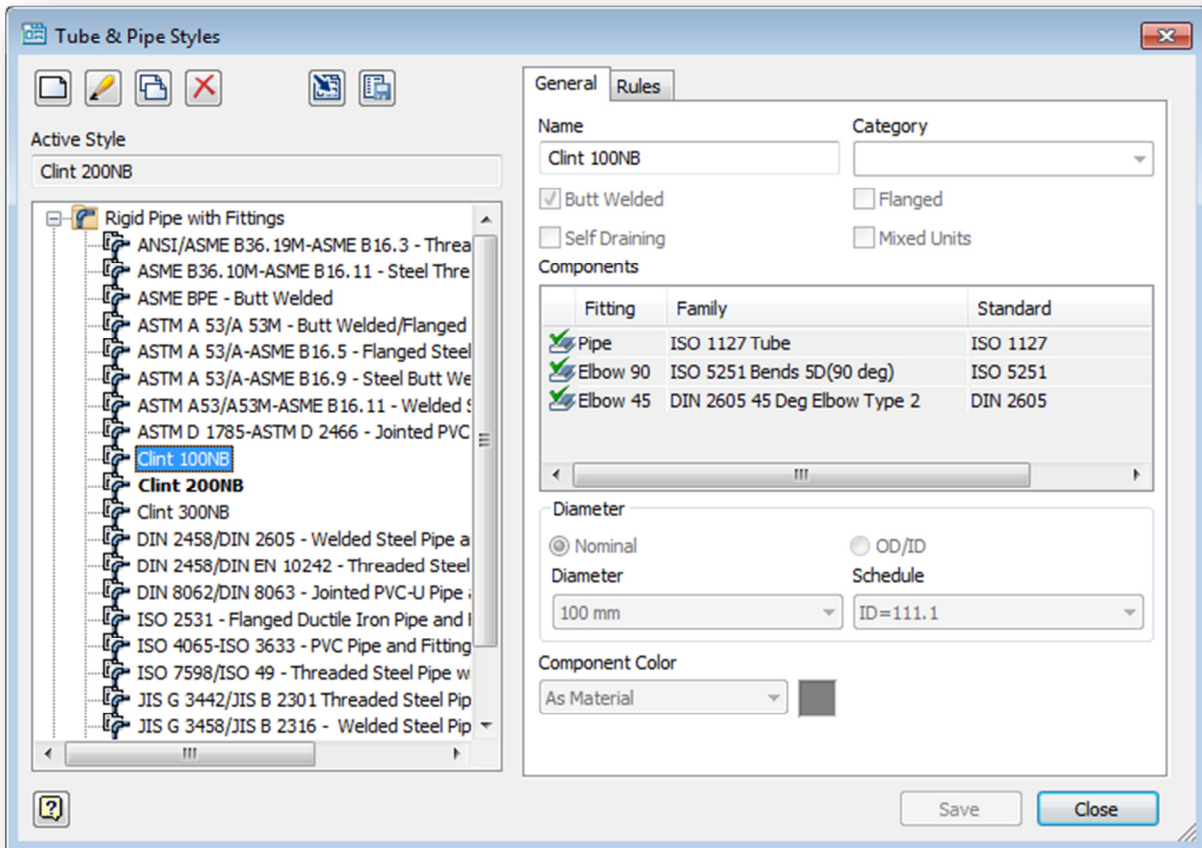 Tube & Pipe Styles
Active Style
Clint 200NB
Rigid Pipe with Fittings
ANSI/ASME B36.19M-ASME B16.3 - Threa
ASME B36.10M-ASME B16.11 - Steel Thre
ASME BPE - Butt Welded
ASTM A 53/A 53M - Butt Welded/Flanged
ASTM A 53/A-ASME B16.5 - Flanged Steel
ASTM A 53/A-ASME B16.9 - Steel Butt We
ASTM A53/A53M-ASME B16.11 - Welded S
ASTM D 1785-ASTM D 2466 - Jointed PVC
Clint 100NB
Clint 200NB
Clint 300NB
DIN 2458/DIN 2605 - Welded Steel Pipe a
DIN 2458/DIN EN 10242 - Threaded Steel
DIN 8062/DIN 8063 - Jointed PVC-U Pipe
ISO 2531 - Flanged Ductile Iron Pipe and
ISO 4065-ISO 3633 - PVC Pipe and Fitting
ISO 7598/ISO 49 - Threaded Steel Pipe w
JIS G 3442/JIS B 2301 Threaded Steel Pip
JIS G 3458/JIS B 2316 - Welded Steel Pip
General Rules
Name Category
Clint 100NB
Butt Welded Flanged
Self Draining Mixed Units
Components
Fitting Family Standard
Pipe ISO 1127 Tube ISO 1127
Elbow 90 ISO 5251 Bends 5D(90 deg) ISO 5251
Elbow 45 DIN 2605 45 Deg Elbow Type 2 DIN 2605
Diameter
Nominal OD/ID
Diameter Schedule
100 mm ID=111.1
Component Color
As Material
Save Close